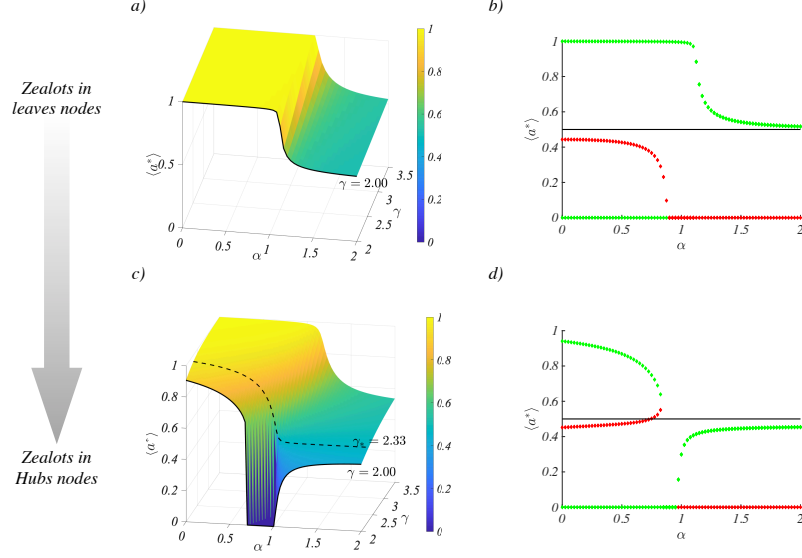 a)
b)
Zealots in
leaves nodes
1
0.5
0
⟨a*⟩
0 0.5 1 1.5 2
α
2 2.5 3 3.5
γ
γ = 2.00
1
0.8
0.6
0.4
0.2
0
1
0.8
0.6
0.4
0.2
0
⟨a*⟩
0.5 1 1.5 2
α
c)
d)
Zealots in
Hubs nodes
1
0.8
0.6
0.4
0.2
0
⟨a*⟩
0 0.5 1 1.5 2
α
2 2.5 3 3.5
γ
γ = 2.33
γ = 2.00
1
0.8
0.6
0.4
0.2
0
1
0.8
0.6
0.4
0.2
0
⟨a*⟩
0 0.5 1 1.5 2
α